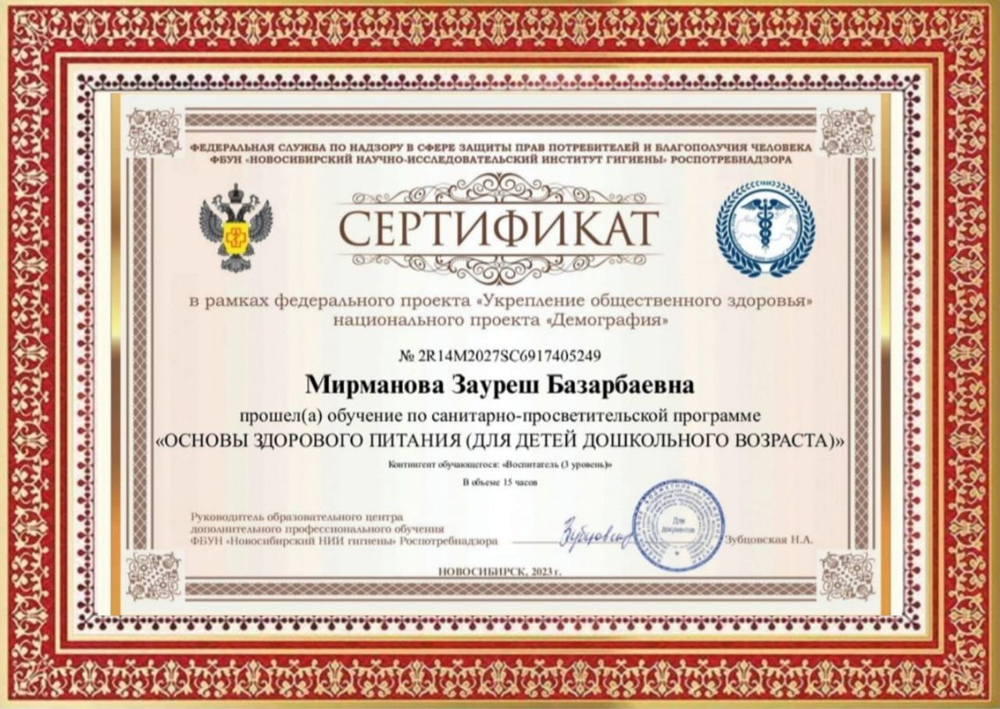 ФЕДЕРАЛЬНАЯ СЛУЖБА ПО НАДЗОРУ В СФЕРЕ ЗАЩИТЫ ПРАВ ПОТРЕБИТЕЛЕЙ И БЛАГОПОЛУЧИЯ ЧЕЛОВЕКА
ФБУН «НОВОСИБИРСКИЙ НАУЧНО-ИССЛЕДОВАТЕЛЬСКИЙ ИНСТИТУТ ГИГИЕНЫ» РОСПОТРЕБНАДЗОРА
СЕРТИФИКАТ
в рамках федерального проекта «Укрепление общественного здоровья»
национального проекта «Демография»
№ 2R14M2027SC6917405249
Мирманова Зауреш Базарбаевна
прошел(а) обучение по санитарно-просветительской программе
«ОСНОВЫ ЗДОРОВОГО ПИТАНИЯ (ДЛЯ ДЕТЕЙ ДОШКОЛЬНОГО ВОЗРАСТА)»
Контингент обучающегося: «Воспитатель (3 уровень)»
В объеме 15 часов
Руководитель образовательного центра
дополнительного профессионального обучения
ФБУН «Новосибирский НИИ гигиены» Роспотребнадзора
Для
документов
Зубцовская Н.А.
НОВОСИБИРСК, 2023 г.